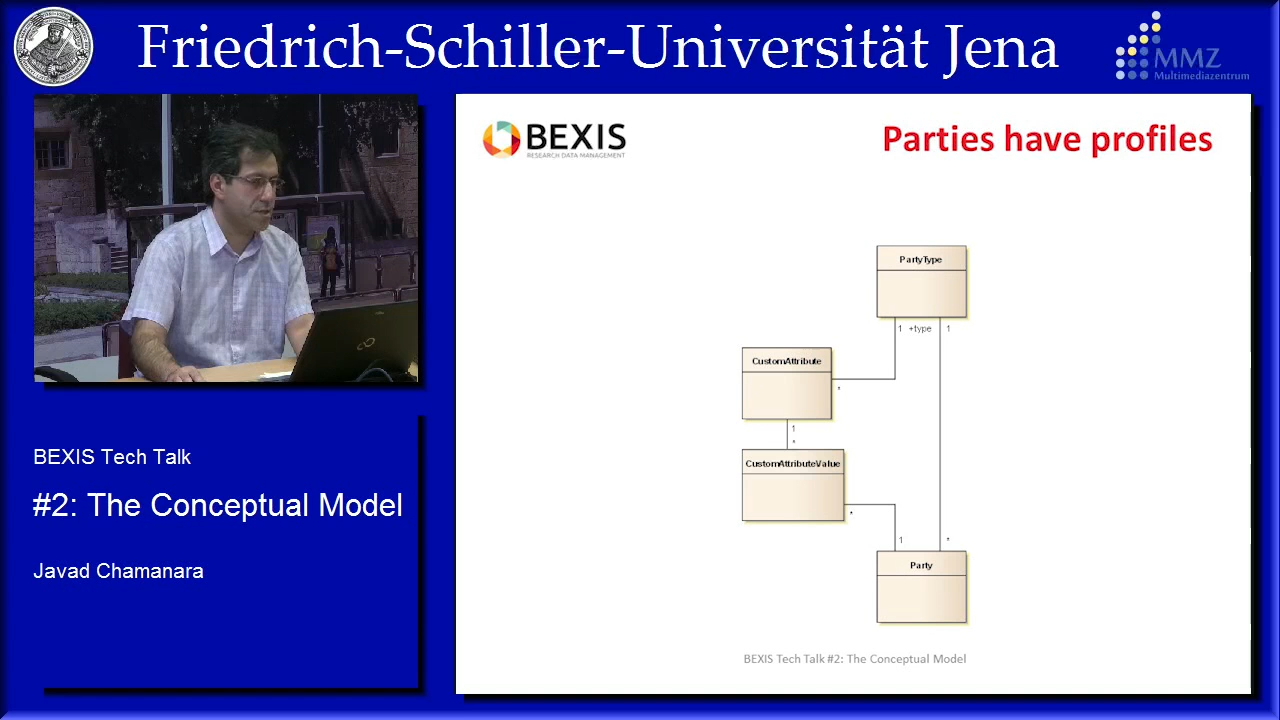 Friedrich-Schiller-Universität Jena
MMZ
Multimediazentrum
BEXIS
RESEARCH DATA MANAGEMENT
Parties have profiles
PartyType
1 +type 1
CustomAttribute
*
1
*
CustomAttributeValue
*
1 *
Party
BEXIS Tech Talk #2: The Conceptual Model
BEXIS Tech Talk
#2: The Conceptual Model
Javad Chamanara